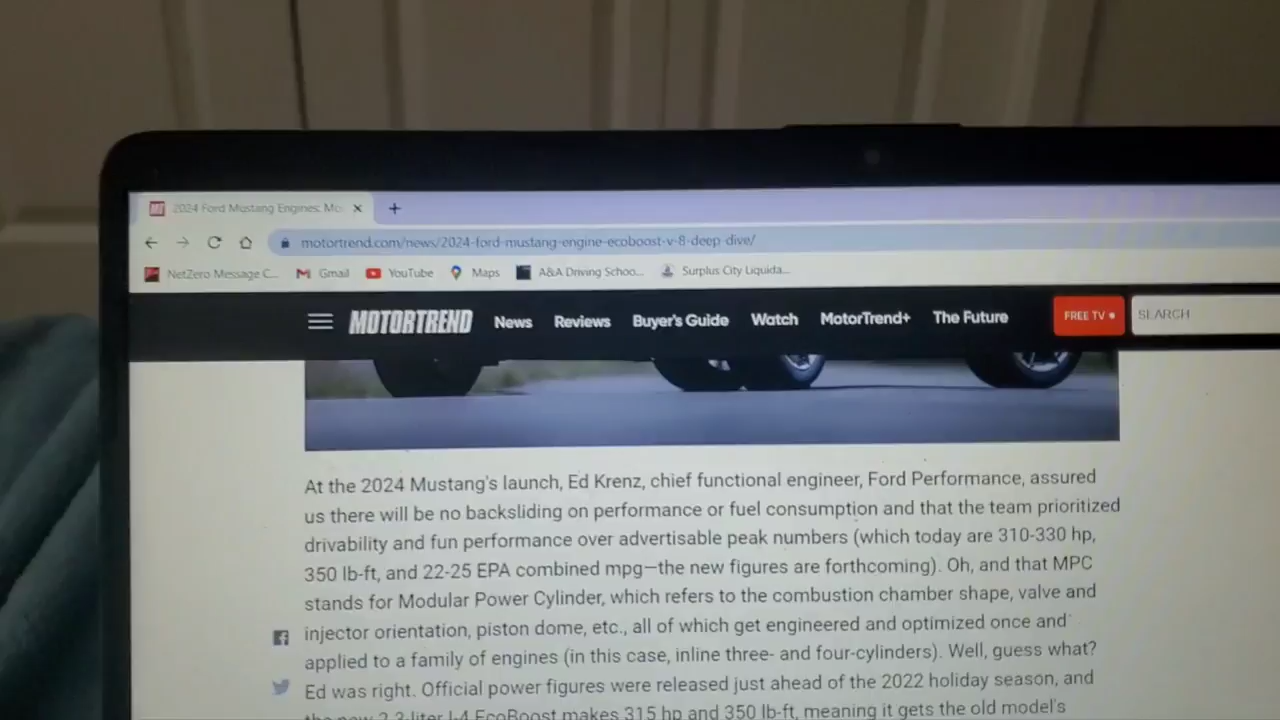 2024 Ford Mustang Engines: Mo
motortrend.com/news/2024-ford-mustang-engine-ecoboost-v-8-deep-dive/
NetZero Message C... Gmail YouTube Maps A&A Driving Schoo... Surplus City Liquida...
MOTORTREND News Reviews Buyer's Guide Watch MotorTrend+ The Future FREE TV SEARCH
At the 2024 Mustang's launch, Ed Krenz, chief functional engineer, Ford Performance, assured
us there will be no backsliding on performance or fuel consumption and that the team prioritized
drivability and fun performance over advertisable peak numbers (which today are 310-330 hp,
350 lb-ft, and 22-25 EPA combined mpg—the new figures are forthcoming). Oh, and that MPC
stands for Modular Power Cylinder, which refers to the combustion chamber shape, valve and
injector orientation, piston dome, etc., all of which get engineered and optimized once and
applied to a family of engines (in this case, inline three- and four-cylinders). Well, guess what?
Ed was right. Official power figures were released just ahead of the 2022 holiday season, and
the new 2.3-liter I-4 EcoBoost makes 315 hp and 350 lb-ft, meaning it gets the old model's